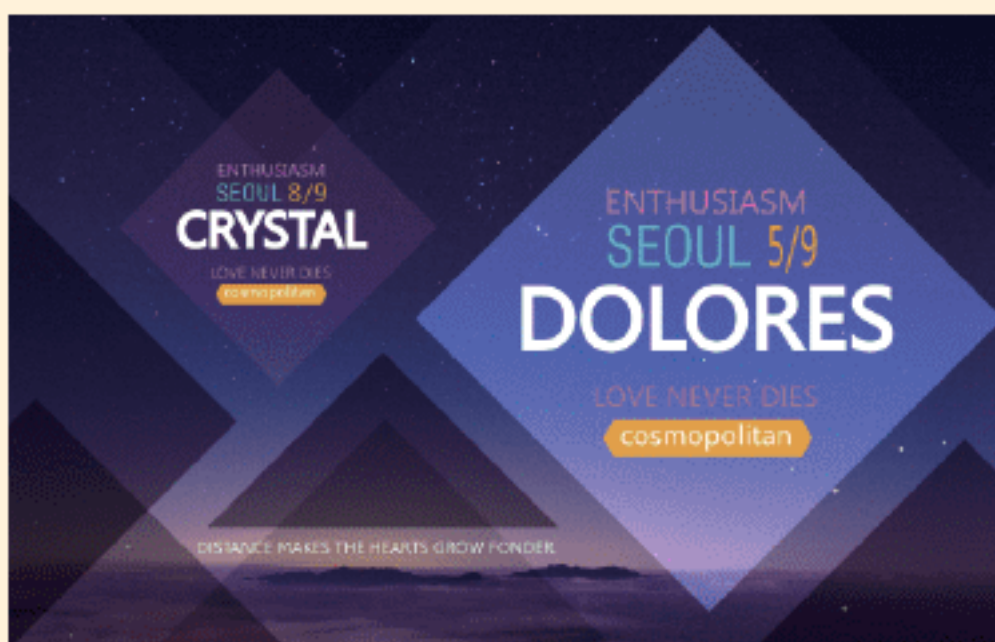 ENTHUSIASM
SEOUL 8/9
CRYSTAL
LOVE NEVER DIES
cosmopolitan
ENTHUSIASM
SEOUL 5/9
DOLORES
LOVE NEVER DIES
cosmopolitan
DISTANCE MAKES THE HEARTS GROW FONDER